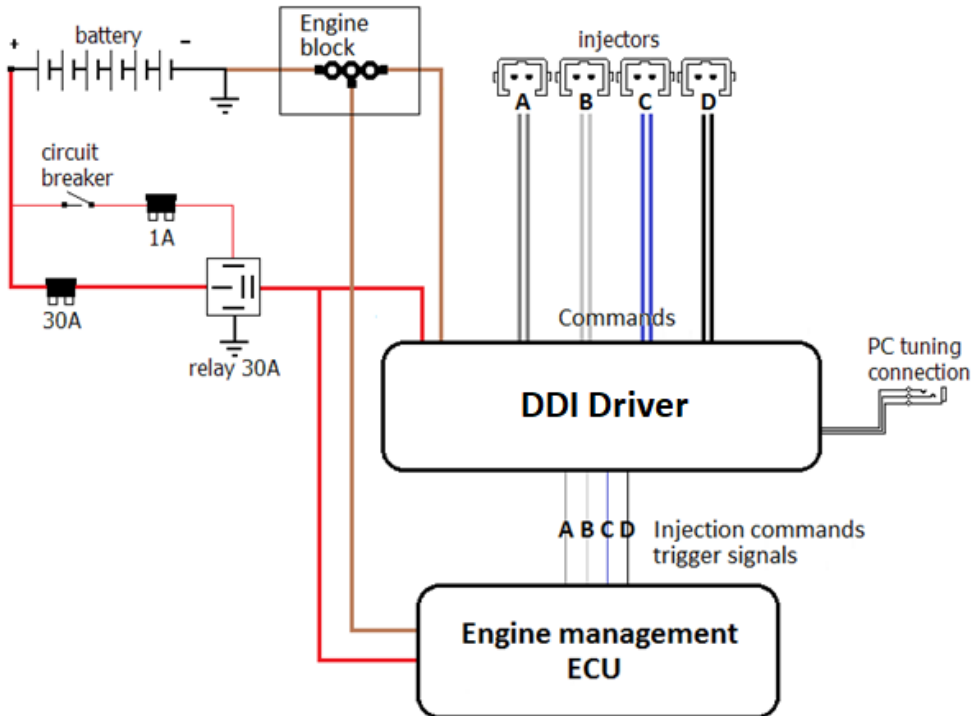 +
battery
-
Engine
block
injectors
A
B
C
D
circuit
breaker
1A
30A
relay 30A
Commands
PC tuning
connection
DDI Driver
A B C D
Injection commands
trigger signals
Engine management
ECU